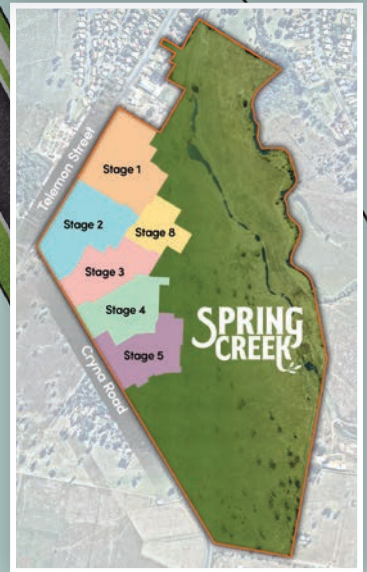 Telemon Street
Stage 1
Stage 2
Stage 8
Stage 3
Stage 4
Stage 5
SPRING
CREEK
Cryna Road